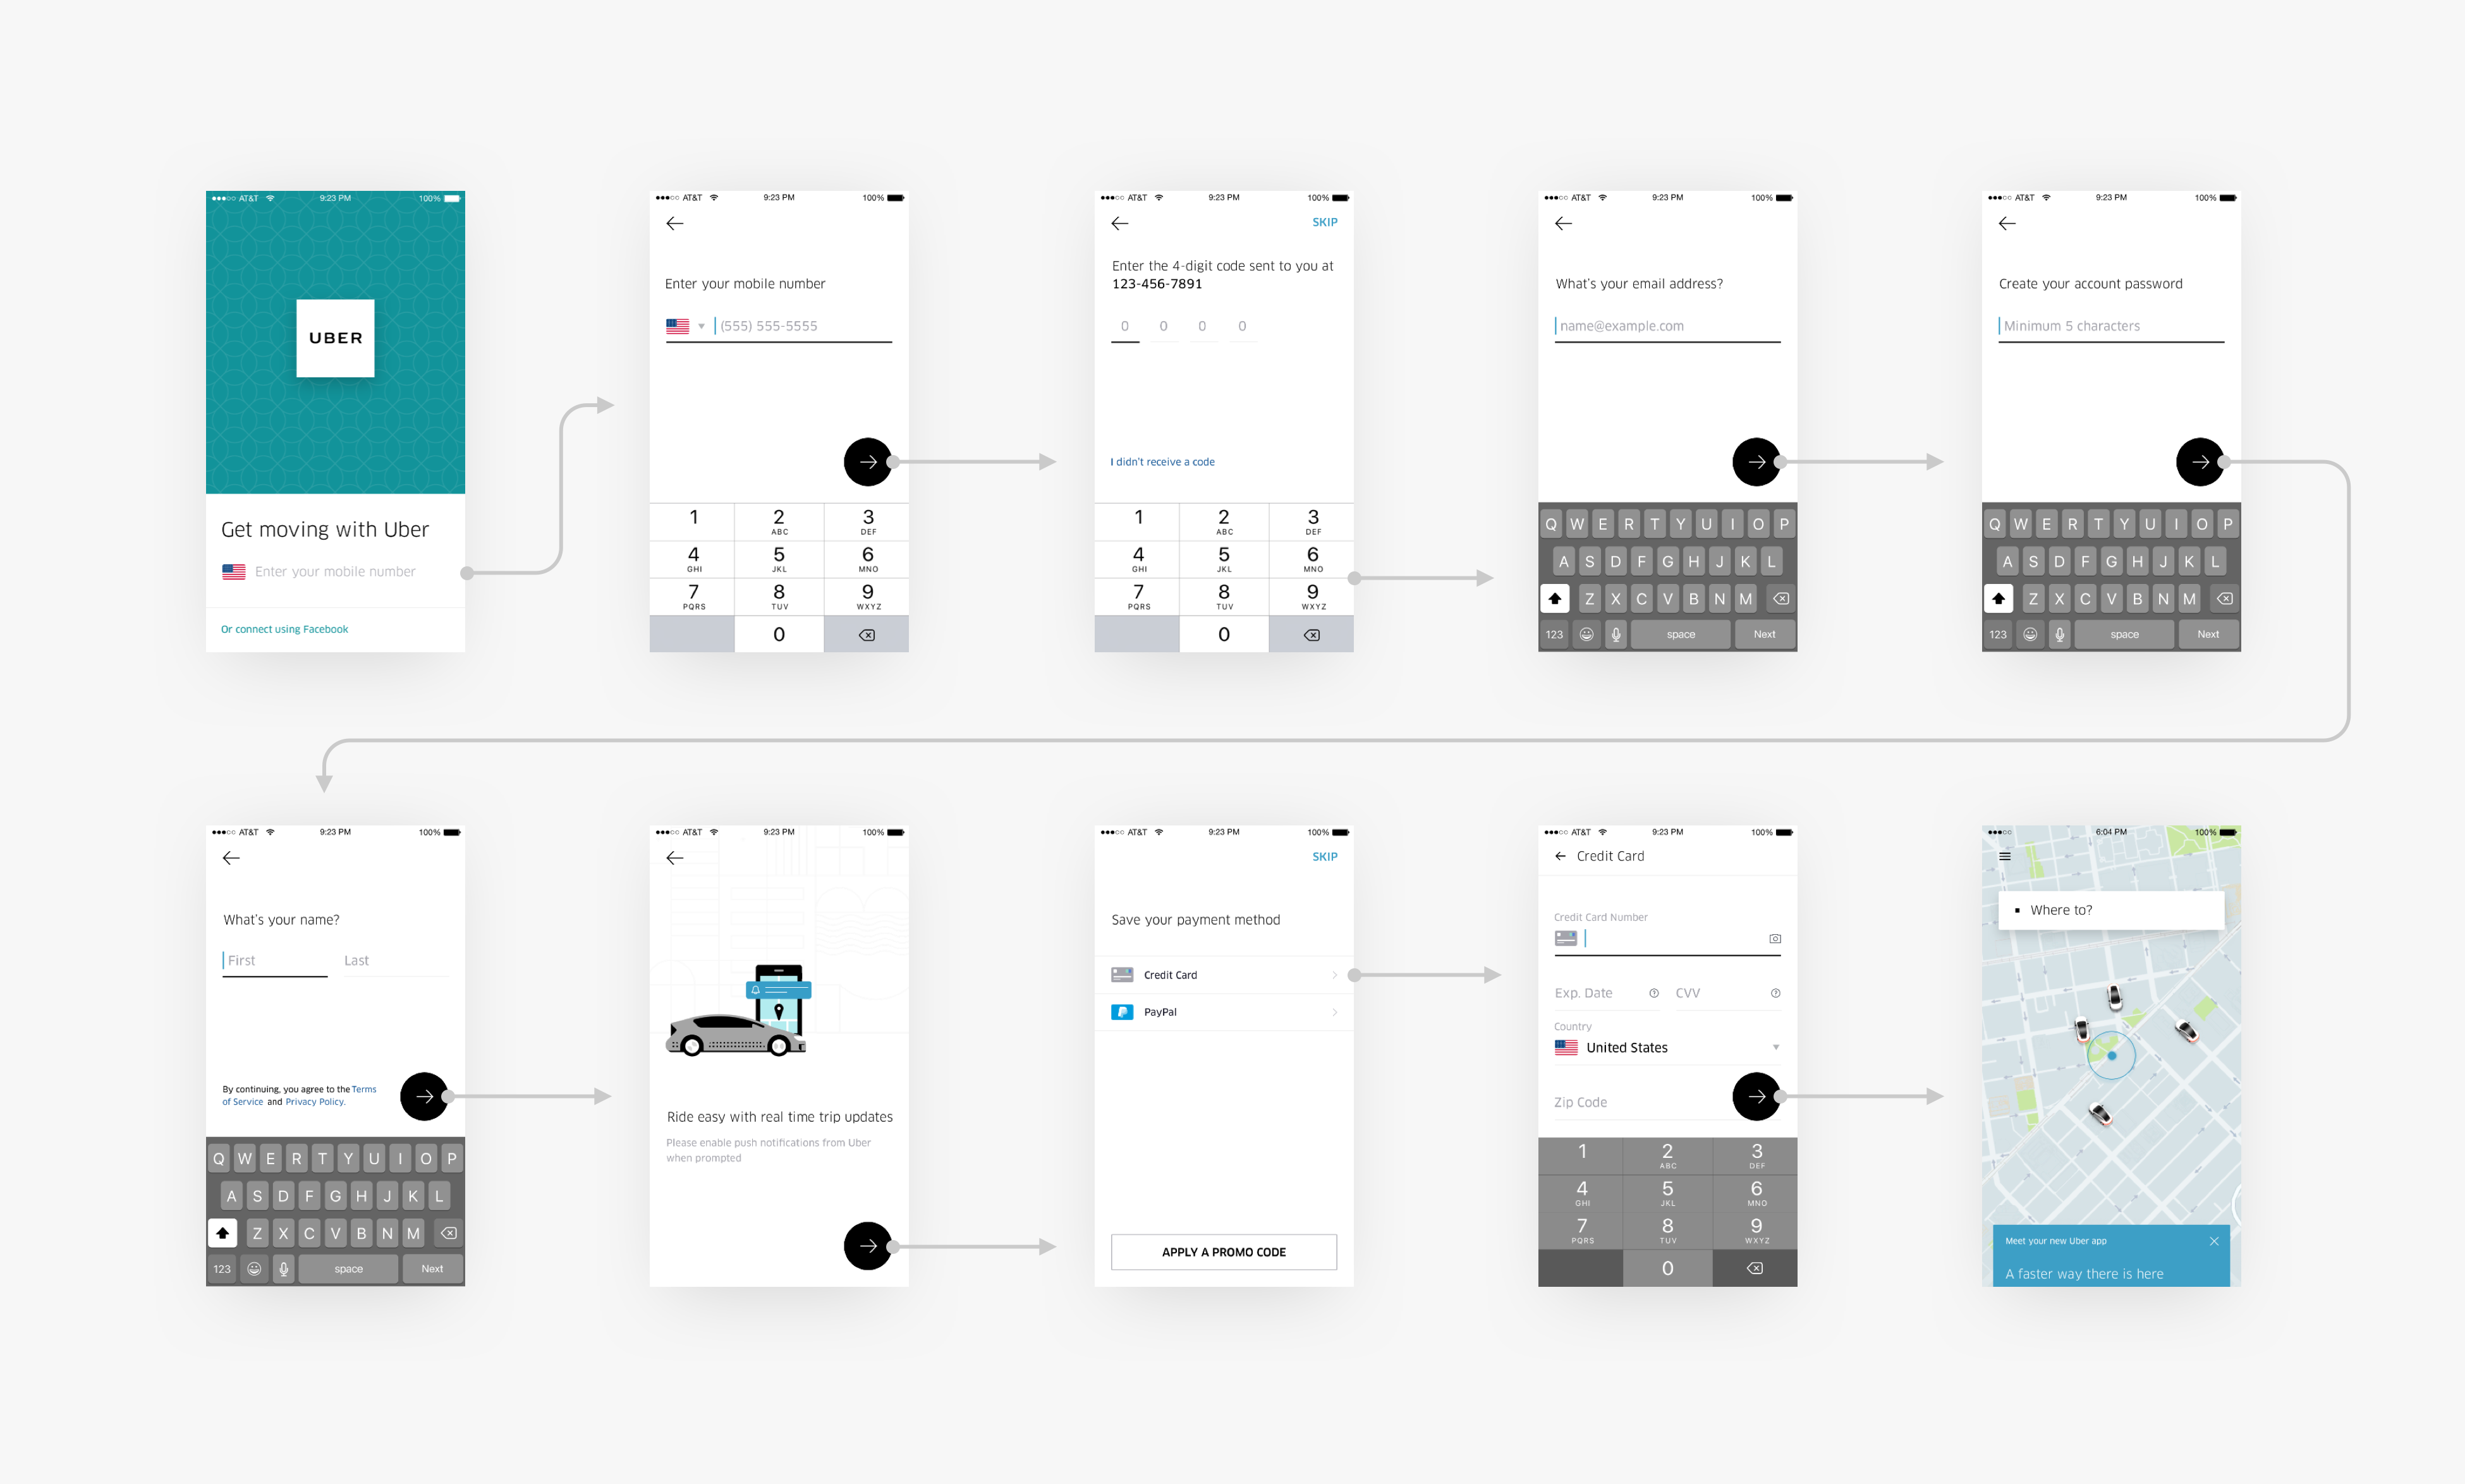 AT&T 9:23 PM 100%
UBER
Get moving with Uber
Enter your mobile number
Or connect using Facebook
AT&T 9:23 PM 100%
Enter your mobile number
(555) 555-5555
1 2 3
ABC DEF
4 5 6
GHI JKL MNO
7 8 9
PQRS TUV WXYZ
0
AT&T 9:23 PM 100%
SKIP
Enter the 4-digit code sent to you at
123-456-7891
0 0 0 0
I didn't receive a code
1 2 3
ABC DEF
4 5 6
GHI JKL MNO
7 8 9
PQRS TUV WXYZ
0
AT&T 9:23 PM 100%
What's your email address?
name@example.com
Q W E R T Y U I O P
A S D F G H J K L
Z X C V B N M
123 space Next
AT&T 9:23 PM 100%
Create your account password
Minimum 5 characters
Q W E R T Y U I O P
A S D F G H J K L
Z X C V B N M
123 space Next
AT&T 9:23 PM 100%
What's your name?
First Last
By continuing, you agree to the Terms
of Service and Privacy Policy.
Q W E R T Y U I O P
A S D F G H J K L
Z X C V B N M
123 space Next
AT&T 9:23 PM 100%
Ride easy with real time trip updates
Please enable push notifications from Uber
when prompted
AT&T 9:23 PM 100%
SKIP
Save your payment method
Credit Card
PayPal
APPLY A PROMO CODE
AT&T 9:23 PM 100%
Credit Card
Credit Card Number
Exp. Date CVV
Country
United States
Zip Code
1 2 3
ABC DEF
4 5 6
GHI JKL MNO
7 8 9
PQRS TUV WXYZ
0
6:04 PM 100%
Where to?
Meet your new Uber app
A faster way there is here